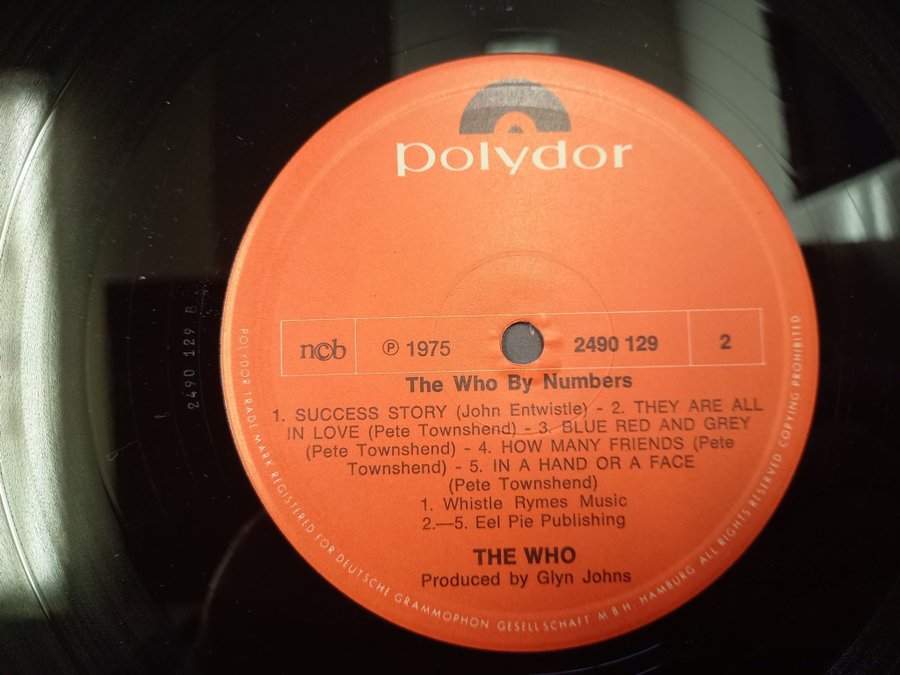 polydor
ncb
Ⓟ 1975
2490 129
2
The Who By Numbers
1. SUCCESS STORY (John Entwistle) - 2. THEY ARE ALL
IN LOVE (Pete Townshend) - 3. BLUE RED AND GREY
(Pete Townshend) - 4. HOW MANY FRIENDS (Pete
Townshend) - 5. IN A HAND OR A FACE
(Pete Townshend)
1. Whistle Rymes Music
2.—5. Eel Pie Publishing
THE WHO
Produced by Glyn Johns
POLYDOR TRADE MARK REGISTERED FOR DEUTSCHE GRAMMOPHON GESELLSCHAFT M B H. HAMBURG ALL RIGHTS RESERVED COPYING PROHIBITED
2490 129 B